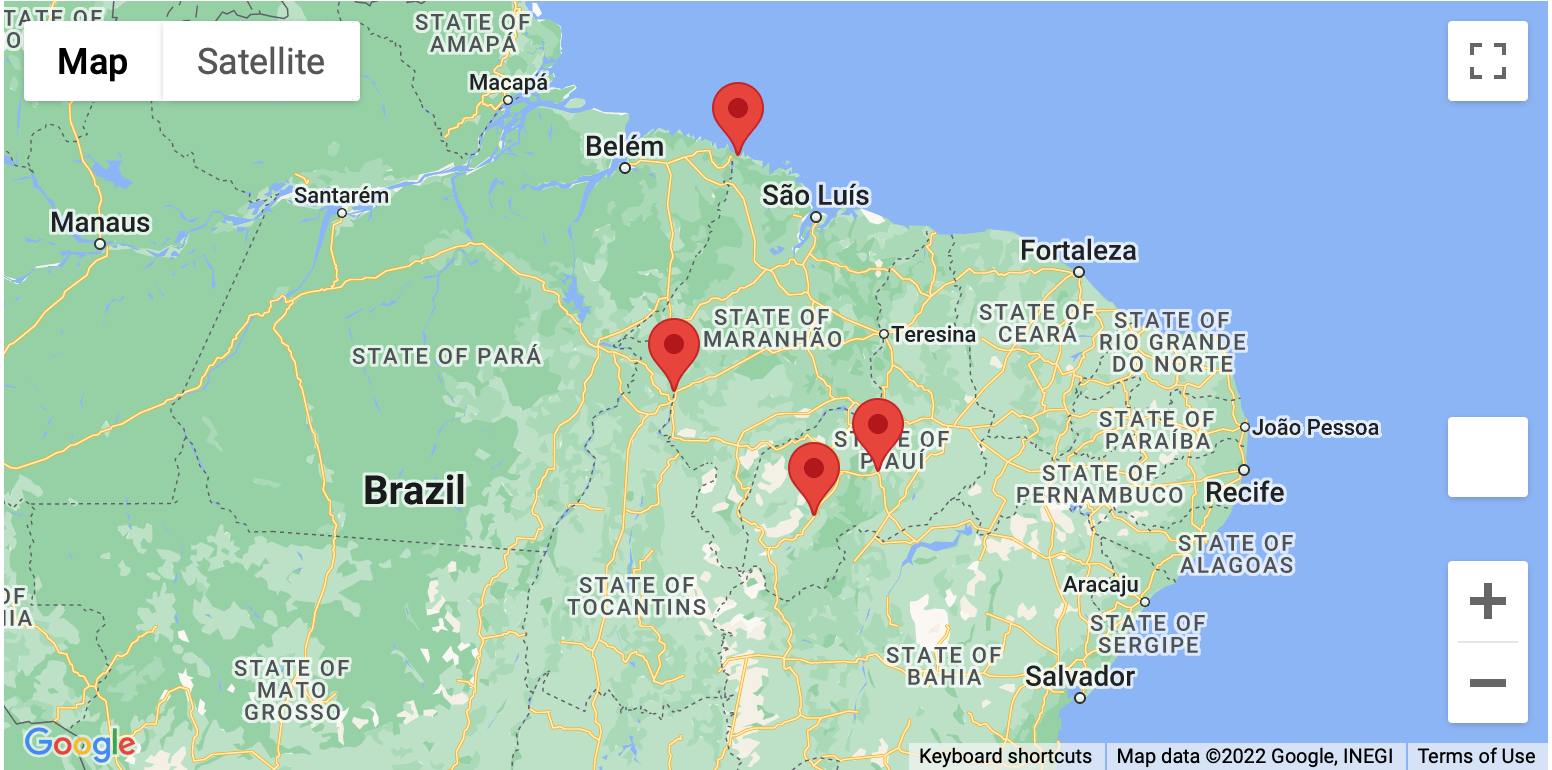 TATE OF
Map
Satellite
STATE OF
AMAPÁ
Macapá
Belém
Santarém
São Luís
Manaus
Fortaleza
STATE OF
MARANHÃO
Teresina
STATE OF
CEARÁ
STATE OF
RIO GRANDE
DO NORTE
STATE OF PARÁ
STATE OF
PARAÍBA
João Pessoa
STATE OF
PERNAMBUCO
Recife
Brazil
STATE OF
ALAGOAS
Aracaju
STATE OF
TOCANTINS
OF
IA
STATE OF
SERGIPE
STATE OF
BAHIA
Salvador
STATE OF
MATO
GROSSO
Google
Keyboard shortcuts
Map data ©2022 Google, INEGI
Terms of Use